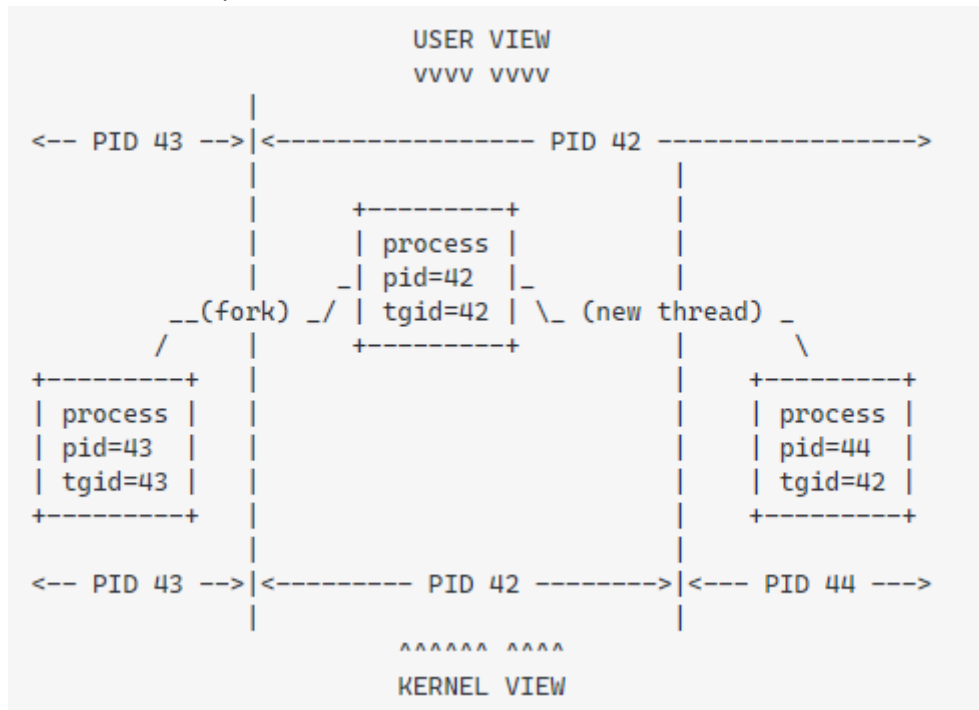 USER VIEW
                      vvvv vvvv
             |
<-- PID 43 -->|<----------------- PID 42 ----------------->
             |                         |
             |      +---------+        |
             |      | process |        |
             |     _| pid=42  |_       |
        __(fork) _/ | tgid=42 | \_ (new thread) _
       /     |      +---------+        |       \
+---------+  |                         |    +---------+
| process |  |                         |    | process |
| pid=43  |  |                         |    | pid=44  |
| tgid=43 |  |                         |    | tgid=42 |
+---------+  |                         |    +---------+
             |                         |
<-- PID 43 -->|<--------- PID 42 -------->|<--- PID 44 --->
             |                         |
                     ^^^^^^ ^^^^
                     KERNEL VIEW